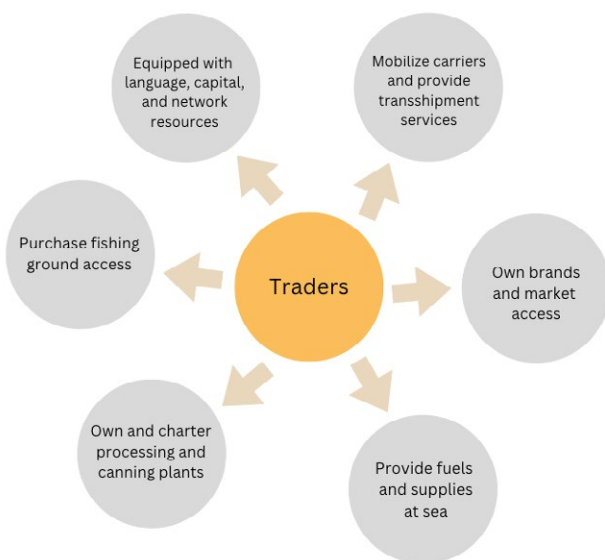 Equipped with
language, capital,
and network
resources
Mobilize carriers
and provide
transshipment
services
Purchase fishing
ground access
Traders
Own brands
and market
access
Own and charter
processing and
canning plants
Provide fuels
and supplies
at sea